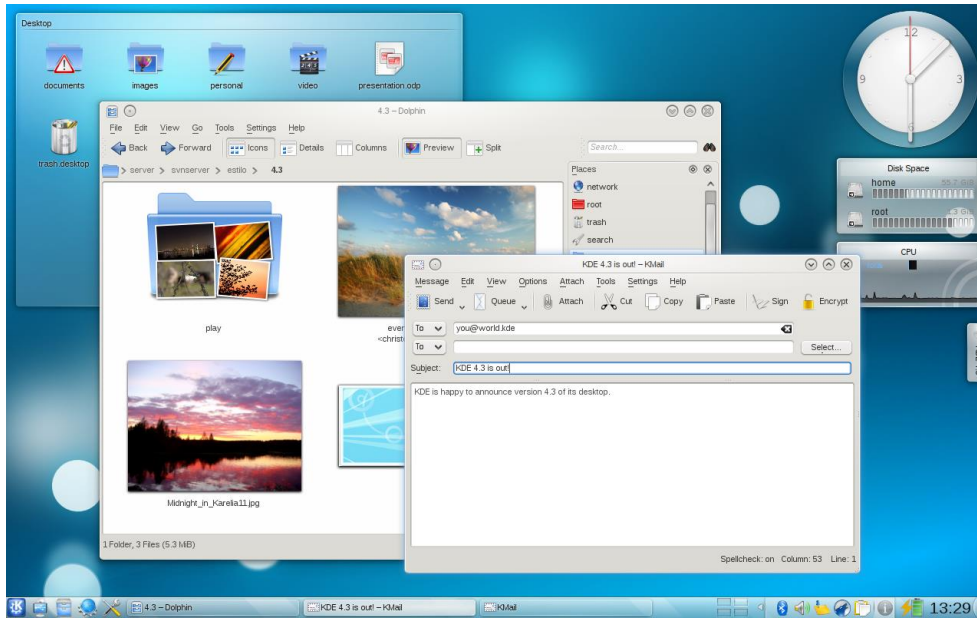 Desktop
documents
images
personal
video
presentation.odp
trash.desktop
12
9
3
6
Disk Space
home
root
CPU
4.3 – Dolphin
File Edit View Go Tools Settings Help
Back Forward Icons Details Columns Preview Split Search...
server > svnserver > estilo > 4.3
Places
network
root
trash
search
play
Midnight_in_Karelia11.jpg
1 Folder, 3 Files (5.3 MiB)
KDE 4.3 is out! – KMail
Message Edit View Options Attach Tools Settings Help
Send Queue Attach Cut Copy Paste Sign Encrypt
To you@world.kde
To Select...
Subject: KDE 4.3 is out!
KDE is happy to announce version 4.3 of its desktop.
Spellcheck: on Column: 53 Line: 1
4.3 – Dolphin
KDE 4.3 is out! – KMail
KMail
13:29